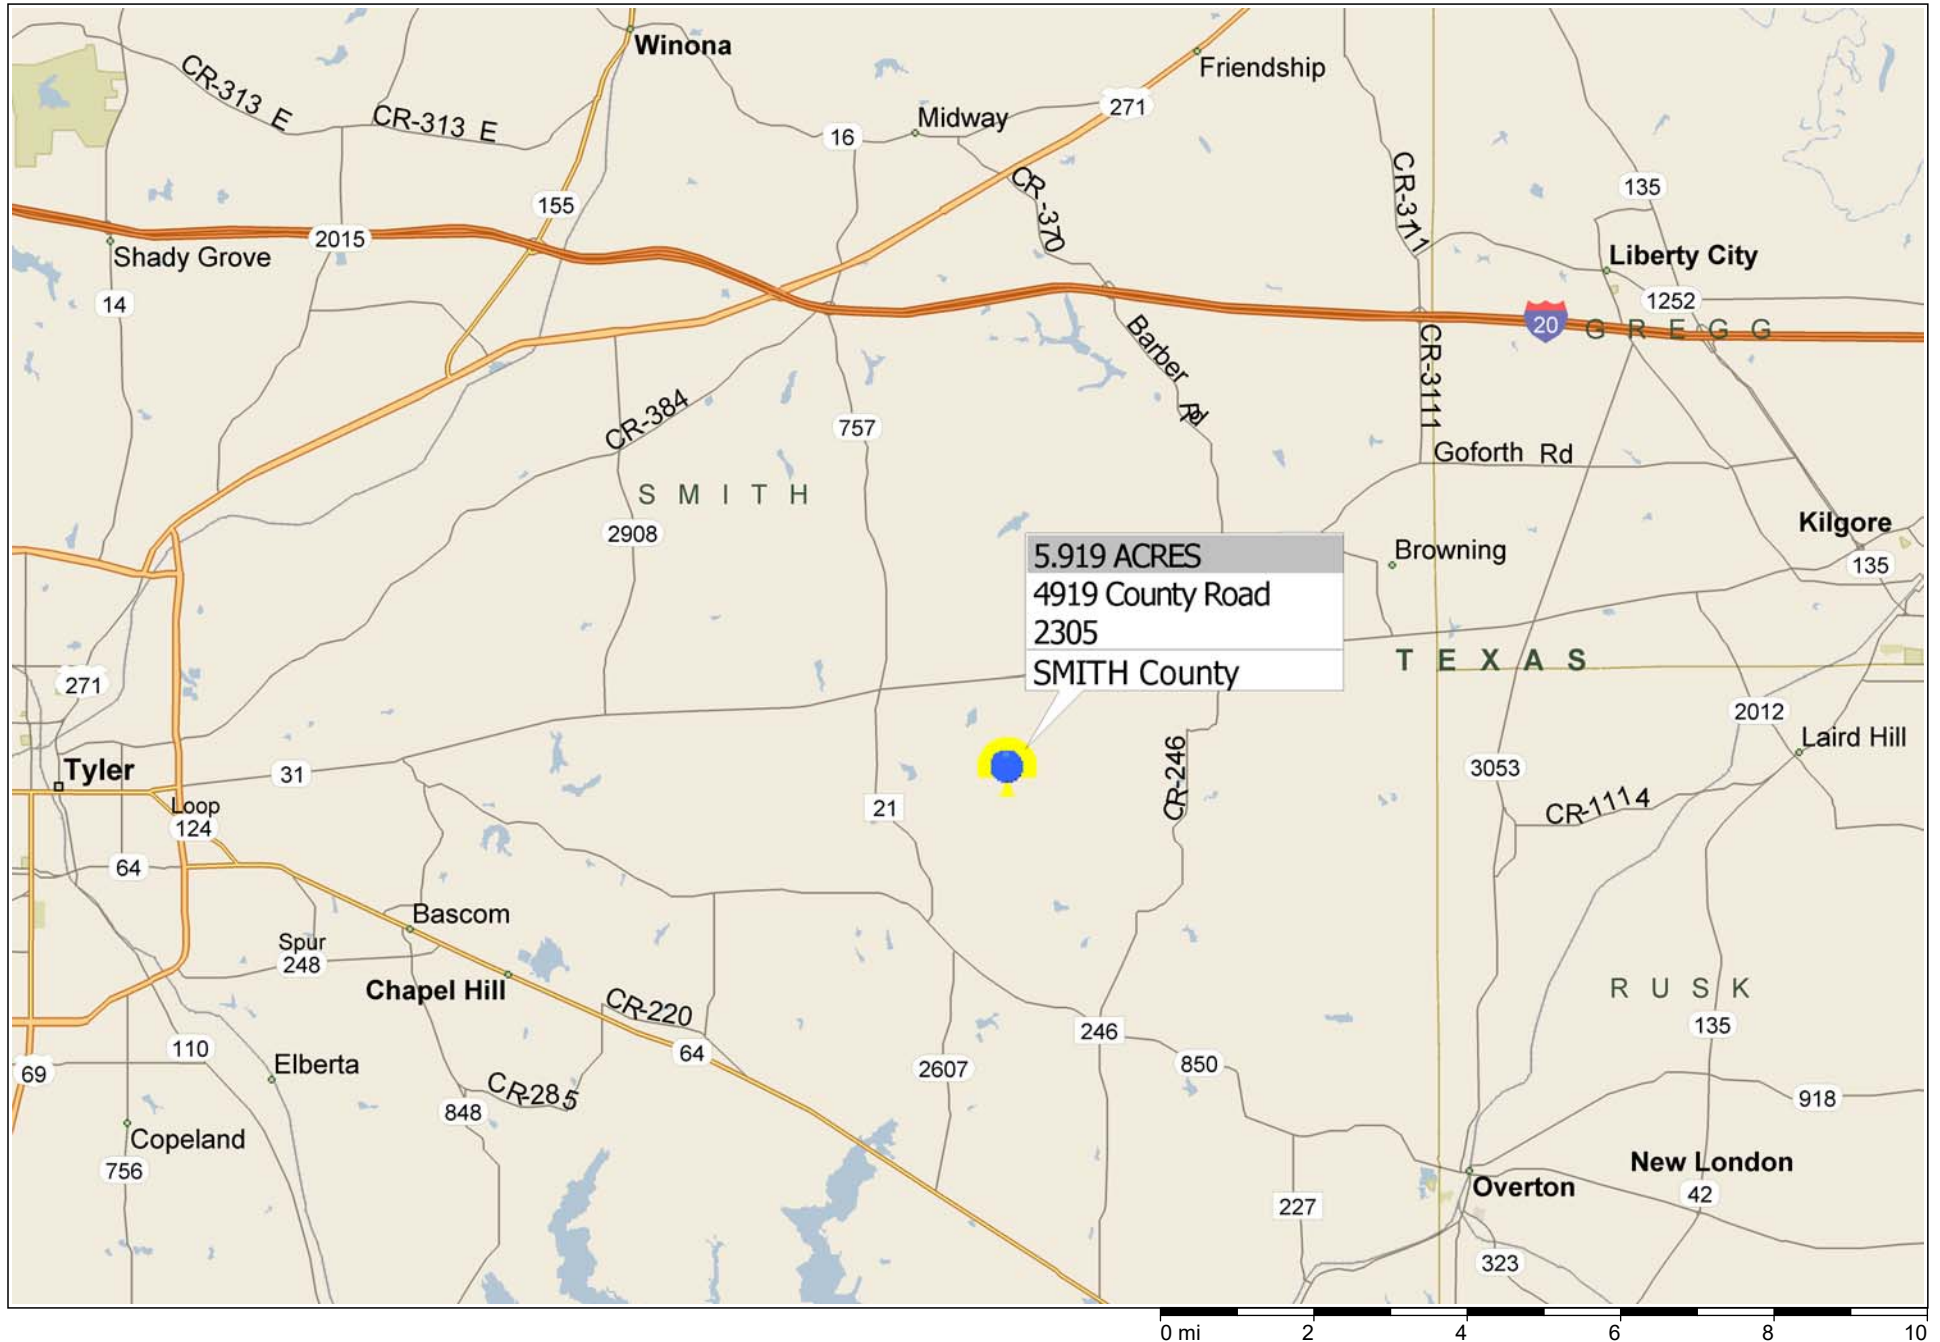 Winona
Friendship
CR-313 E
CR-313 E
271
Midway
16
CR-370
CR-3711
135
155
2015
Shady Grove
Liberty City
14
1252
20
G R E G G
Barber Rd
CR-3111
CR-384
757
Goforth Rd
S M I T H
2908
Kilgore
5.919 ACRES
Browning
135
4919 County Road
2305
SMITH County
T E X A S
271
2012
Laird Hill
Tyler
31
CR-246
3053
Loop
124
21
CR-1114
64
Bascom
Spur
248
Chapel Hill
CR-220
R U S K
135
246
110
64
Elberta
2607
850
69
CR-285
848
918
Copeland
756
New London
Overton
42
227
323
0 mi 2 4 6 8 10